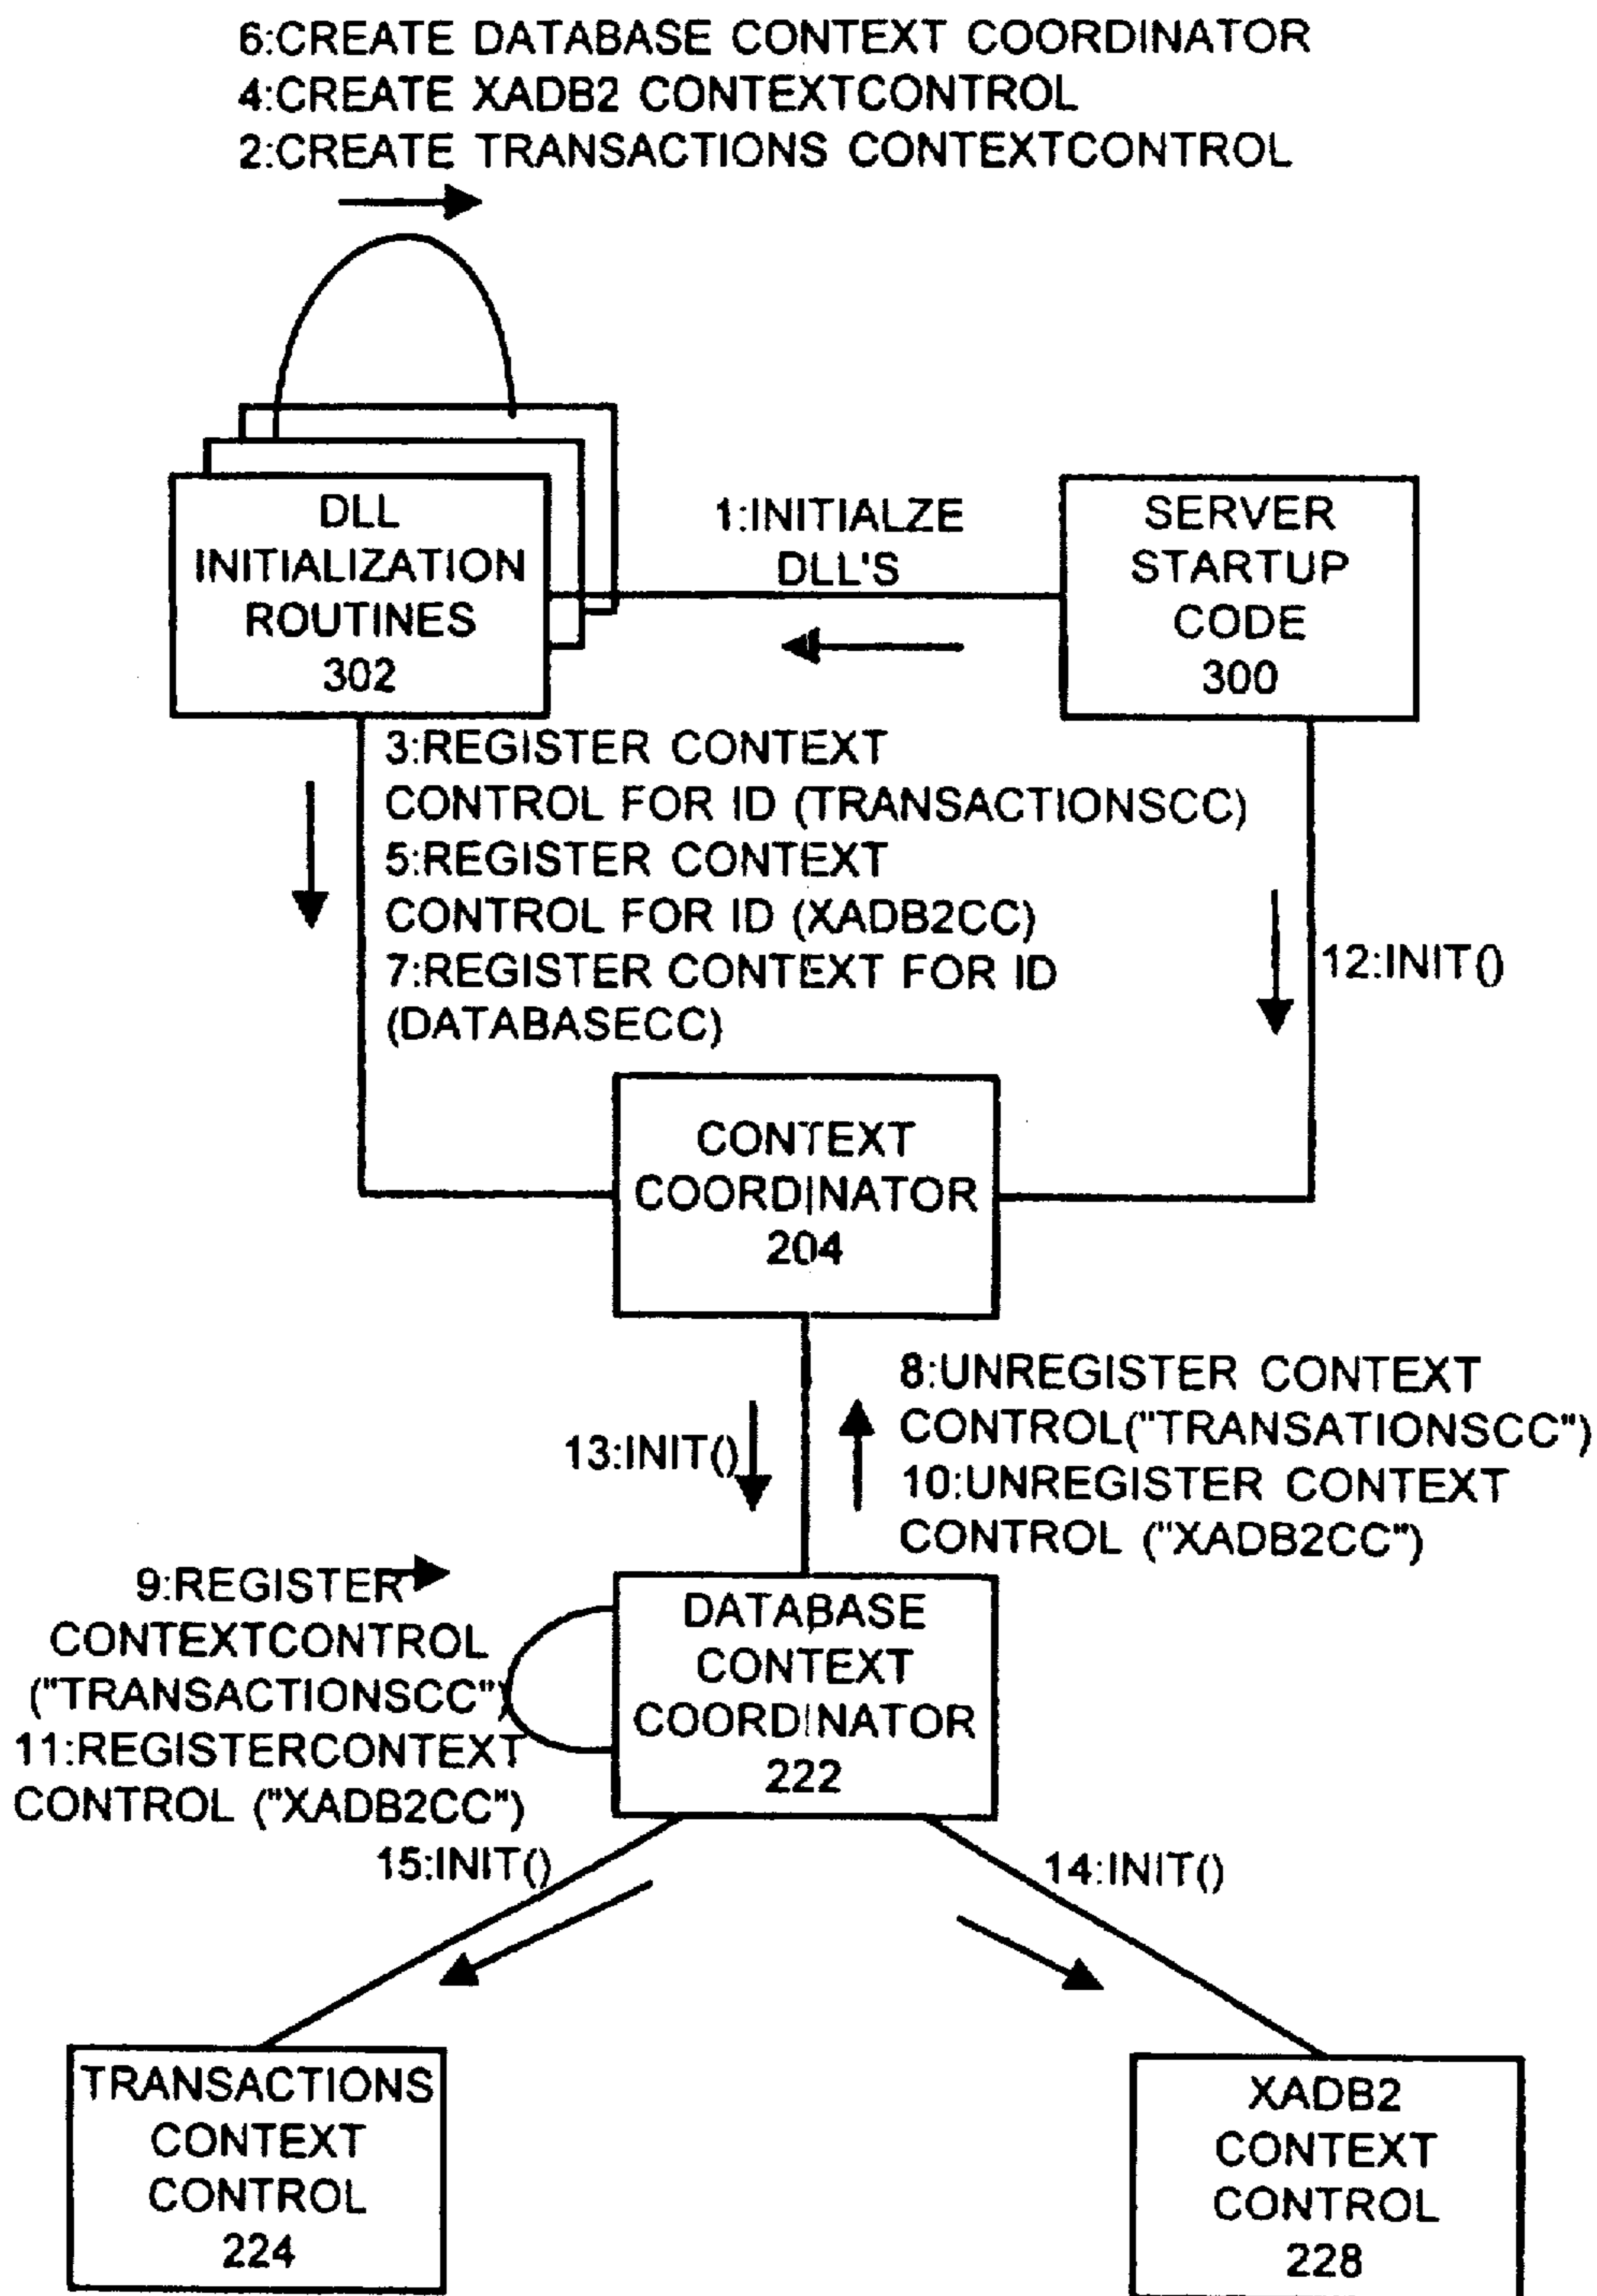 6:CREATE DATABASE CONTEXT COORDINATOR
4:CREATE XADB2 CONTEXTCONTROL
2:CREATE TRANSACTIONS CONTEXTCONTROL
DLL
INITIALIZATION
ROUTINES
302
1:INITIALZE
DLL'S
SERVER
STARTUP
CODE
300
3:REGISTER CONTEXT
CONTROL FOR ID (TRANSACTIONSCC)
5:REGISTER CONTEXT
CONTROL FOR ID (XADB2CC)
7:REGISTER CONTEXT FOR ID
(DATABASECC)
12:INIT()
CONTEXT
COORDINATOR
204
13:INIT()
8:UNREGISTER CONTEXT
CONTROL("TRANSATIONSCC")
10:UNREGISTER CONTEXT
CONTROL ("XADB2CC")
9:REGISTER
CONTEXTCONTROL
("TRANSACTIONSCC")
11:REGISTERCONTEXT
CONTROL ("XADB2CC")
DATABASE
CONTEXT
COORDINATOR
222
15:INIT()
14:INIT()
TRANSACTIONS
CONTEXT
CONTROL
224
XADB2
CONTEXT
CONTROL
228